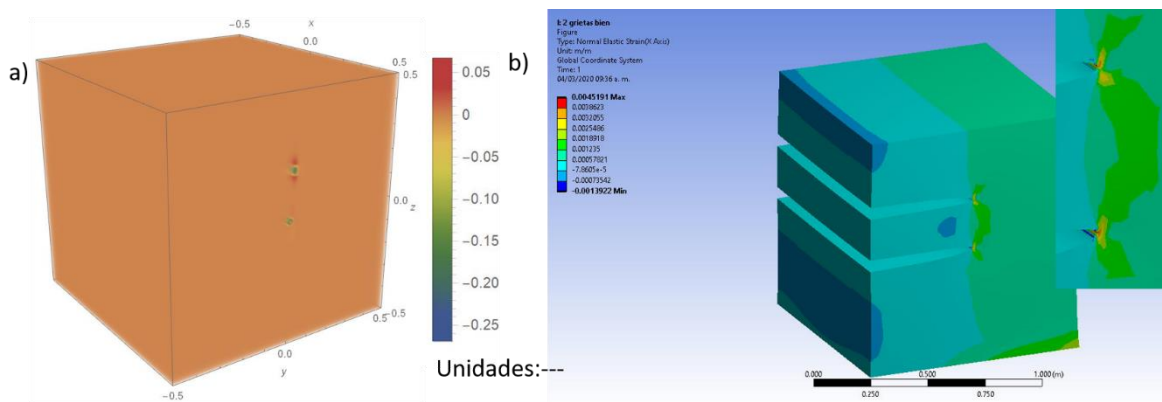 a)
-0.5
x
0.0
0.5
0.5
0.0
z
-0.5
0.5
0.0
y
-0.5
0.05
0
-0.05
-0.10
-0.15
-0.20
-0.25
Unidades:---
b)
E: 2 grietas bien
Figure
Type: Normal Elastic Strain(X Axis)
Unit: m/m
Global Coordinate System
Time: 1
04/03/2020 09:36 a. m.
0.0045191 Max
0.0038623
0.0032055
0.0025486
0.0018918
0.001235
0.00057821
-7.8605e-5
-0.00073542
-0.0013922 Min
0.000
0.500
1.000 (m)
0.250
0.750